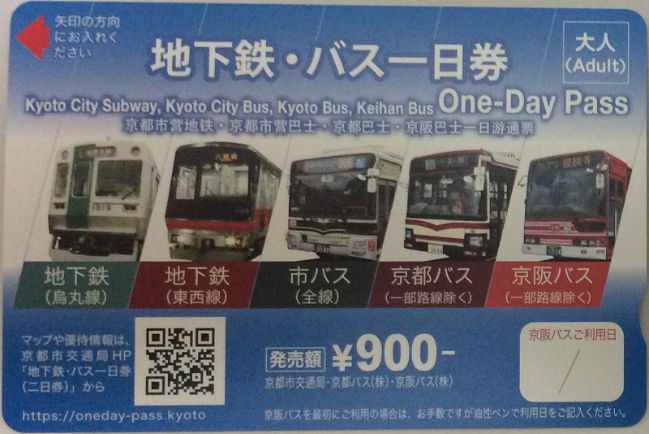 矢印の方向
にお入れく
ださい
大人
(Adult)
地下鉄・バス一日券
Kyoto City Subway, Kyoto City Bus, Kyoto Bus, Keihan Bus One-Day Pass
京都市営地铁・京都市営巴士・京都巴士・京阪巴士一日游通票
地下鉄
(烏丸線)
地下鉄
(東西線)
市バス
(全線)
京都バス
(一部路線除く)
京阪バス
(一部路線除く)
マップや優待情報は、
京都市交通局HP
「地下鉄・バス一日券
(二日券)」から
https://oneday-pass.kyoto
発売額 ¥900-
京都市交通局・京都バス(株)・京阪バス(株)
京阪バスご利用日
/
京阪バスを最初にご利用の場合は、お手数ですが油性ペンで利用日をご記入ください。